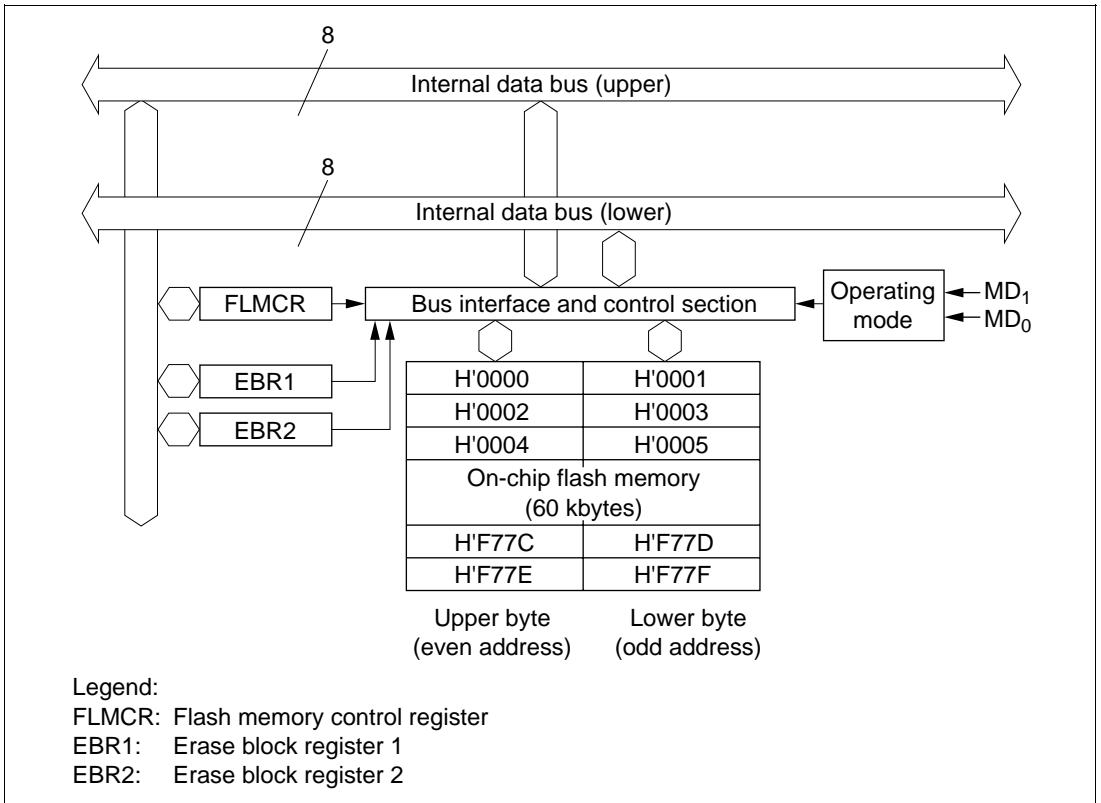 8
Internal data bus (upper)
8
Internal data bus (lower)
FLMCR
Bus interface and control section
Operating
mode
MD1
MD0
EBR1
EBR2
H'0000 H'0001
H'0002 H'0003
H'0004 H'0005
On-chip flash memory
(60 kbytes)
H'F77C H'F77D
H'F77E H'F77F
Upper byte
(even address)
Lower byte
(odd address)
Legend:
FLMCR: Flash memory control register
EBR1: Erase block register 1
EBR2: Erase block register 2